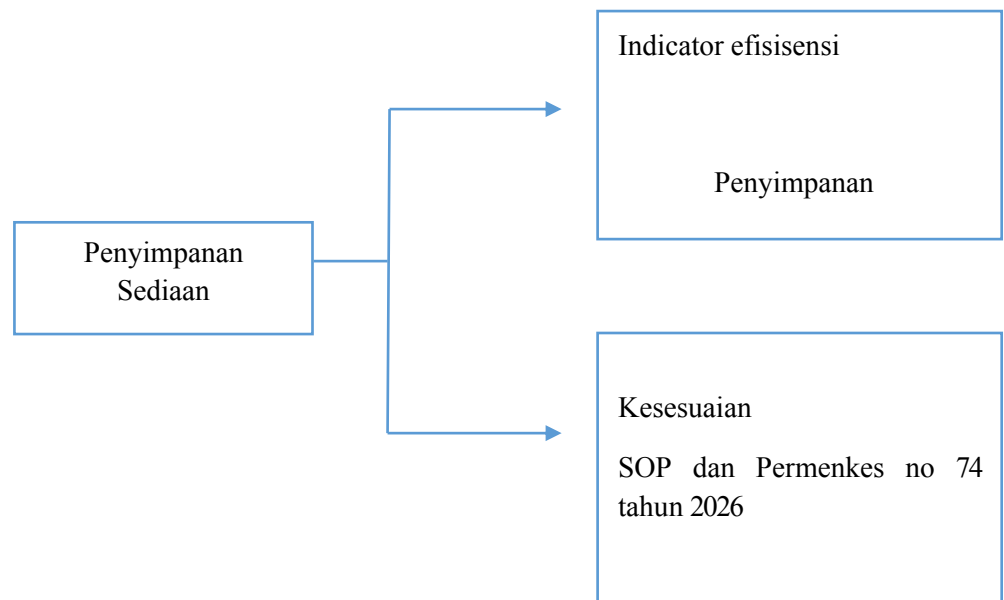 Indicator efisisensi
Penyimpanan
Penyimpanan
Sediaan
Kesesuaian
SOP dan Permenkes no 74
tahun 2026